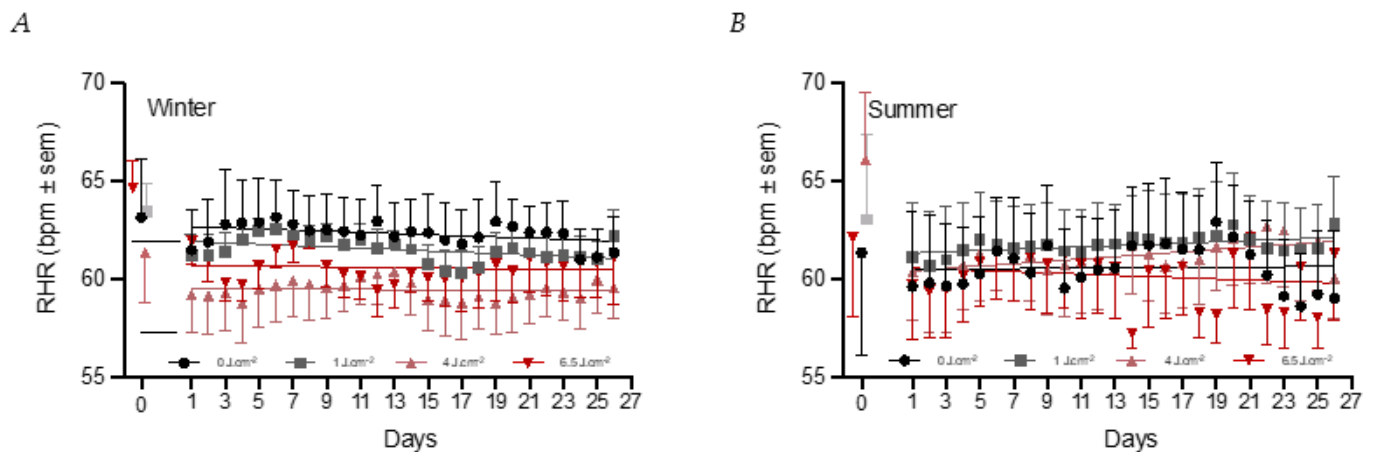 A
B
70
65
60
55
RHR (bpm ± sem)
Winter
0 J.cm-2
1 J.cm-2
4 J.cm-2
6.5 J.cm-2
0 1 3 5 7 9 11 13 15 17 19 21 23 25 27
Days
70
65
60
55
RHR (bpm ± sem)
Summer
0 J.cm-2
1 J.cm-2
4 J.cm-2
6.5 J.cm-2
0 1 3 5 7 9 11 13 15 17 19 21 23 25 27
Days